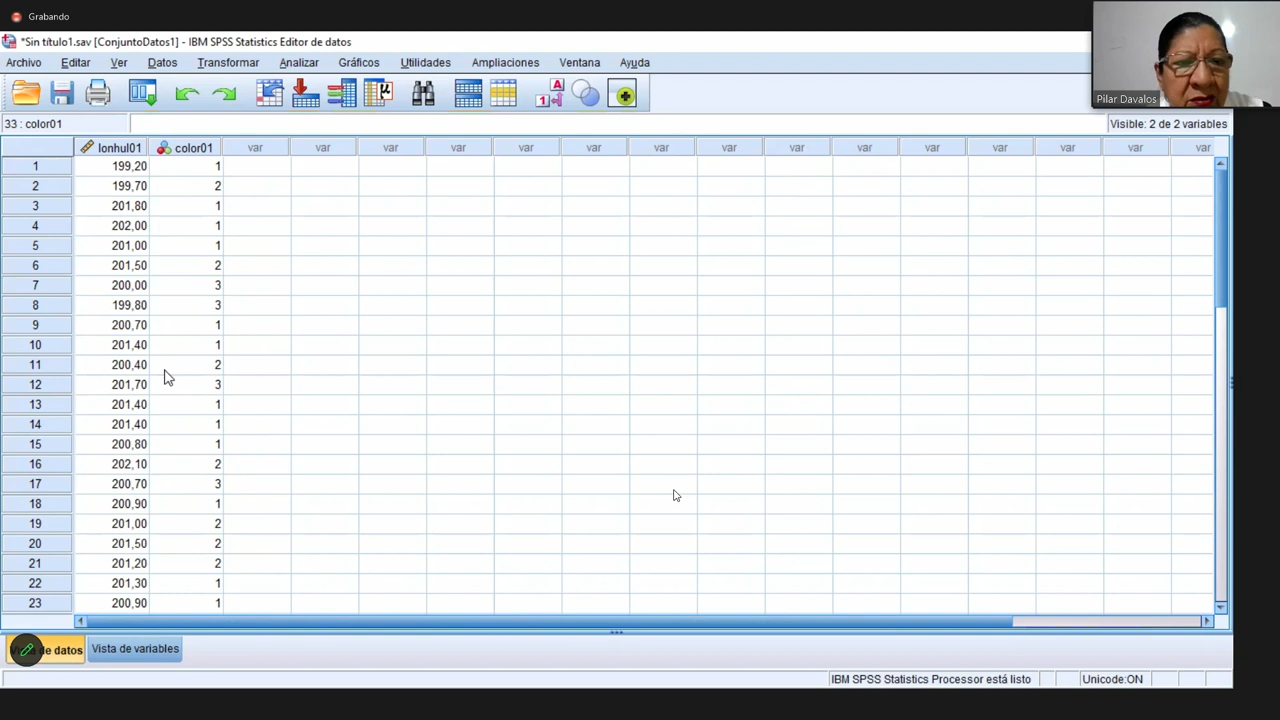 Grabando
*Sin título1.sav [ConjuntoDatos1] - IBM SPSS Statistics Editor de datos
Archivo Editar Ver Datos Transformar Analizar Gráficos Utilidades Ampliaciones Ventana Ayuda
Pilar Davalos
33 : color01
Visible: 2 de 2 variables
lonhul01 color01 var var var var var var var var var var var var var var var
1 199,20 1
2 199,70 2
3 201,80 1
4 202,00 1
5 201,00 1
6 201,50 2
7 200,00 3
8 199,80 3
9 200,70 1
10 201,40 1
11 200,40 2
12 201,70 3
13 201,40 1
14 201,40 1
15 200,80 1
16 202,10 2
17 200,70 3
18 200,90 1
19 201,00 2
20 201,50 2
21 201,20 2
22 201,30 1
23 200,90 1
de datos Vista de variables
IBM SPSS Statistics Processor está listo Unicode:ON